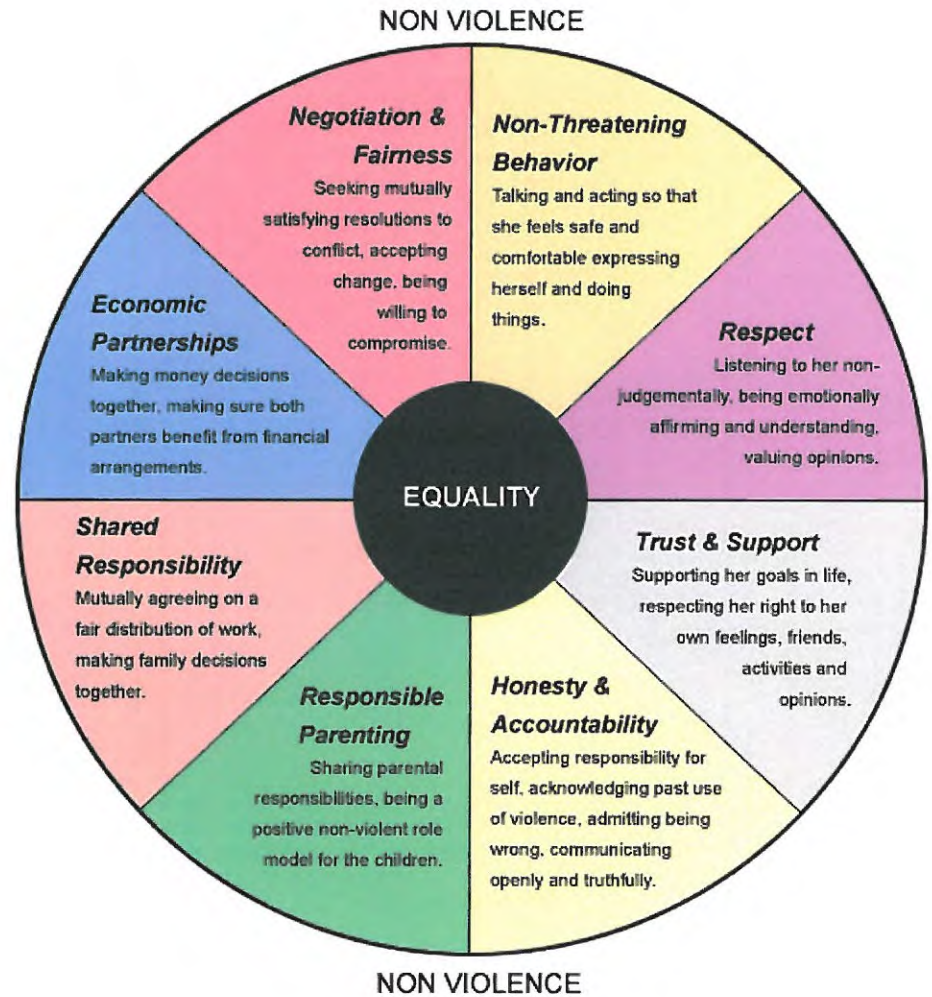 NON VIOLENCE
Negotiation &
Fairness
Seeking mutually
satisfying resolutions to
conflict, accepting
change, being
willing to
compromise.
Non-Threatening
Behavior
Talking and acting so that
she feels safe and
comfortable expressing
herself and doing
things.
Respect
Listening to her non-
judgementally, being emotionally
affirming and understanding,
valuing opinions.
Trust & Support
Supporting her goals in life,
respecting her right to her
own feelings, friends,
activities and
opinions.
Honesty &
Accountability
Accepting responsibility for
self, acknowledging past use
of violence, admitting being
wrong, communicating
openly and truthfully.
Responsible
Parenting
Sharing parental
responsibilities, being a
positive non-violent role
model for the children.
Shared
Responsibility
Mutually agreeing on a
fair distribution of work,
making family decisions
together.
Economic
Partnerships
Making money decisions
together, making sure both
partners benefit from financial
arrangements.
EQUALITY
NON VIOLENCE